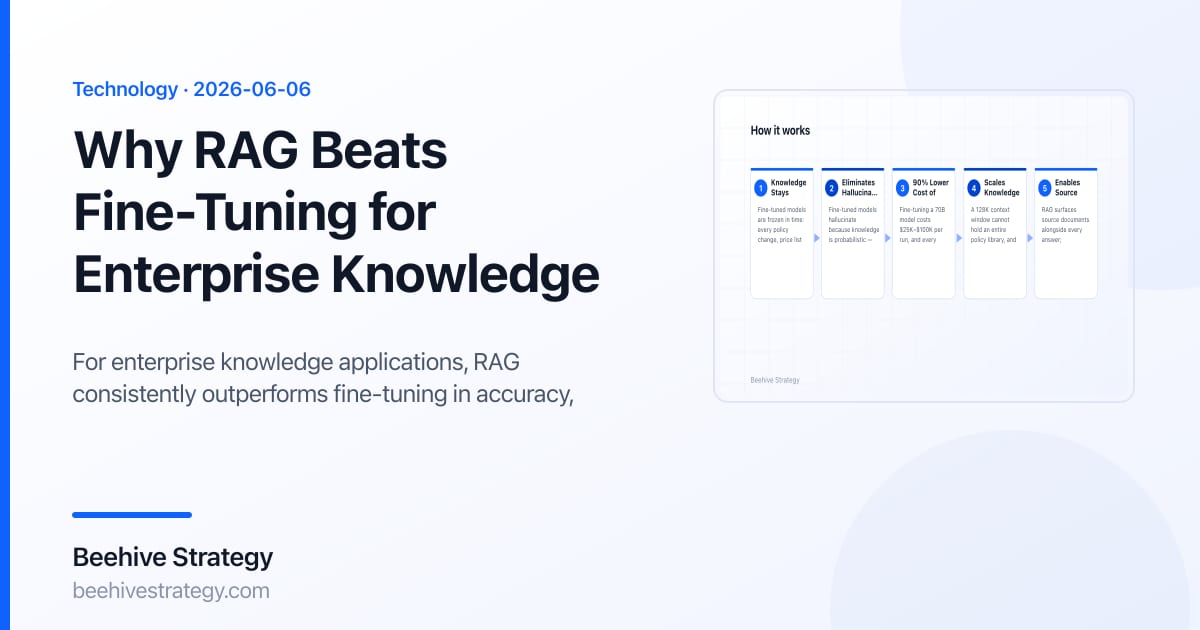 Technology · 2026-06-06
Why RAG Beats
Fine-Tuning for
Enterprise Knowledge
For enterprise knowledge applications, RAG
consistently outperforms fine-tuning in accuracy,
Beehive Strategy
beehivestrategy.com
How it works
1
Knowledge
Stays
Fine-tuned models
are frozen in time:
every policy
change, price list
2
Eliminates
Hallucina...
Fine-tuned models
hallucinate
because knowledge
is probabilistic —
3
90% Lower
Cost of
Fine-tuning a 70B
model costs
$25K–$100K per
run, and every
4
Scales
Knowledge
A 128K context
window cannot
hold an entire
policy library, and
5
Enables
Source
RAG surfaces
source documents
alongside every
answer,
Beehive Strategy